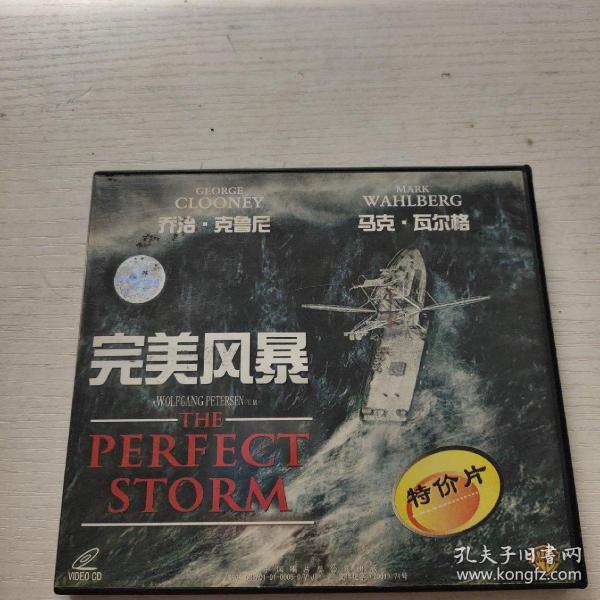 GEORGE
CLOONEY
乔治·克鲁尼
MARK
WAHLBERG
马克·瓦尔格
完美风暴
A WOLFGANG PETERSEN FILM
THE
PERFECT
STORM
特价片
VIDEO CD
孔夫子旧书网
www.kongfz.com